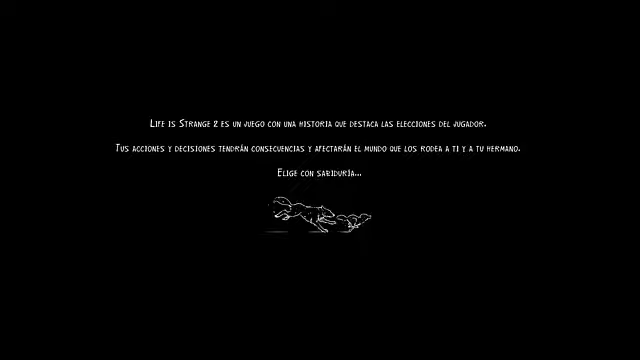 Life is Strange 2 es un juego con una historia que destaca las elecciones del jugador.
Tus acciones y decisiones tendrán consecuencias y afectarán el mundo que los rodea a ti y a tu hermano.
Elige con sabiduría...